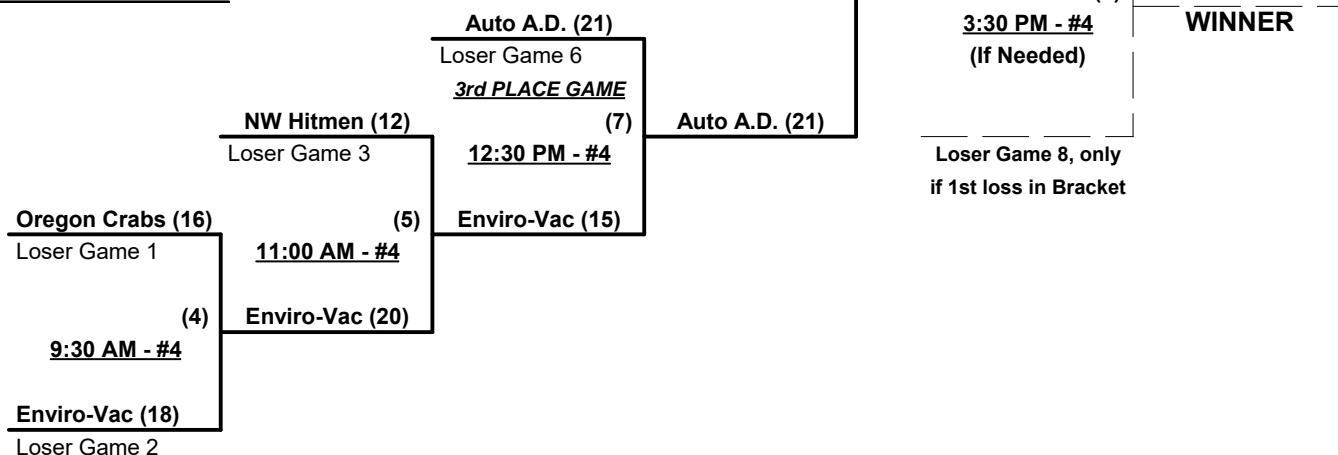 Auto A.D. (21)
Loser Game 6
3rd PLACE GAME
(7)
12:30 PM - #4
Auto A.D. (21)
3:30 PM - #4
(If Needed)
WINNER
Loser Game 8, only
if 1st loss in Bracket
NW Hitmen (12)
Loser Game 3
(5)
11:00 AM - #4
Enviro-Vac (15)
Oregon Crabs (16)
Loser Game 1
(4)
9:30 AM - #4
Enviro-Vac (20)
Enviro-Vac (18)
Loser Game 2